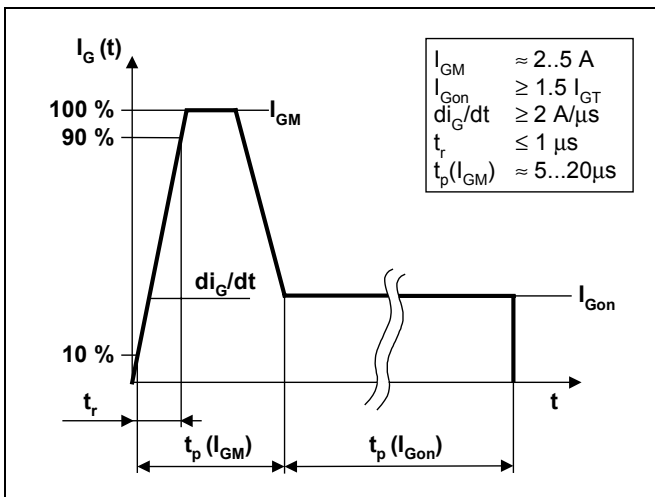 I_G (t)
100 %
90 %
I_GM
di_G/dt
I_Gon
10 %
t
t_r
t_p (I_GM)
t_p (I_Gon)
I_GM ≈ 2..5 A
I_Gon ≥ 1.5 I_GT
di_G/dt ≥ 2 A/μs
t_r ≤ 1 μs
t_p(I_GM) ≈ 5...20μs